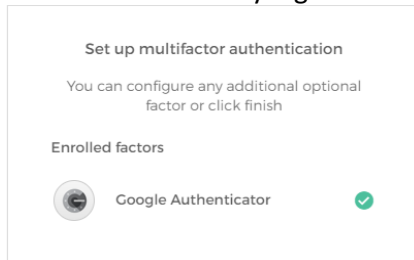 Set up multifactor authentication
You can configure any additional optional
factor or click finish
Enrolled factors
Google Authenticator